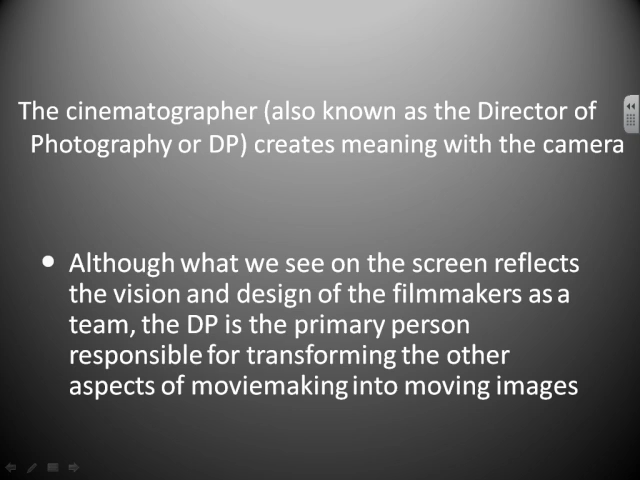 The cinematographer (also known as the Director of
Photography or DP) creates meaning with the camera
• Although what we see on the screen reflects
the vision and design of the filmmakers as a
team, the DP is the primary person
responsible for transforming the other
aspects of moviemaking into moving images